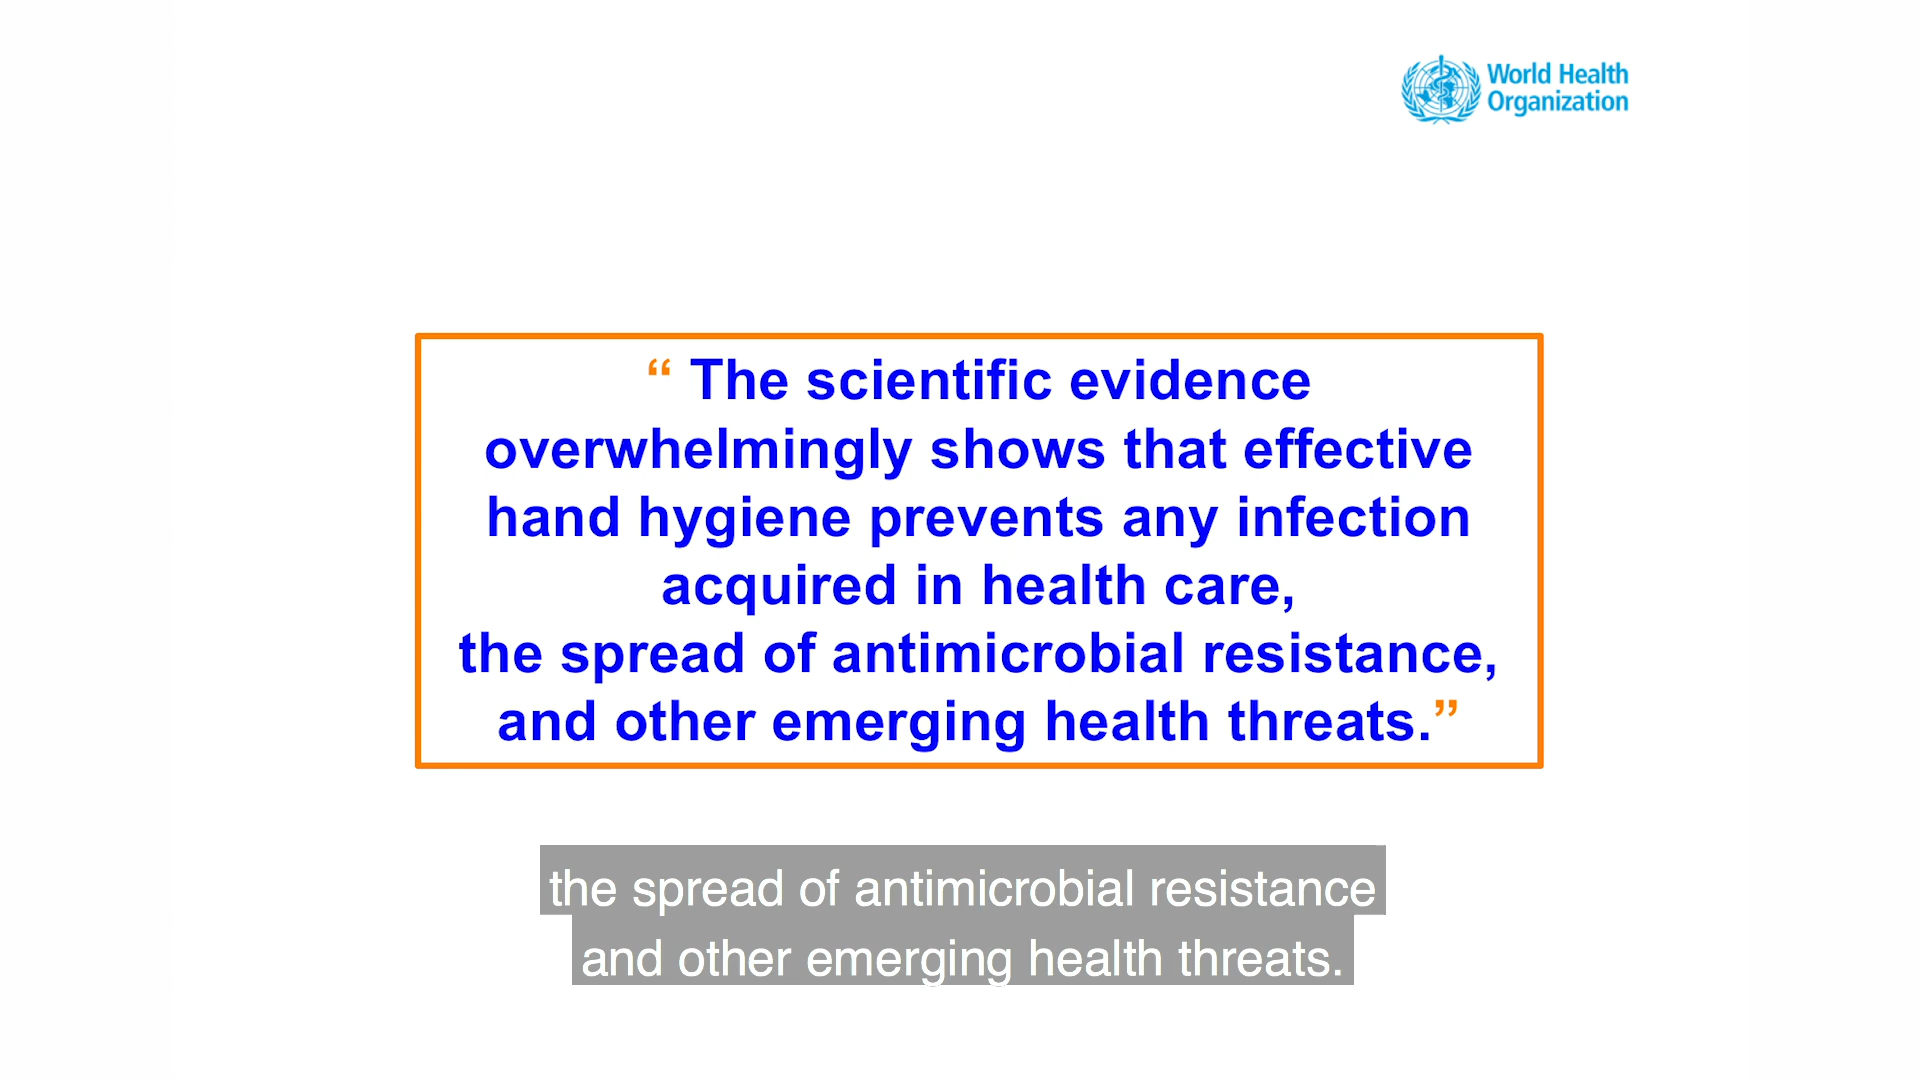 World Health
Organization
“ The scientific evidence
overwhelmingly shows that effective
hand hygiene prevents any infection
acquired in health care,
the spread of antimicrobial resistance,
and other emerging health threats.”
the spread of antimicrobial resistance
and other emerging health threats.